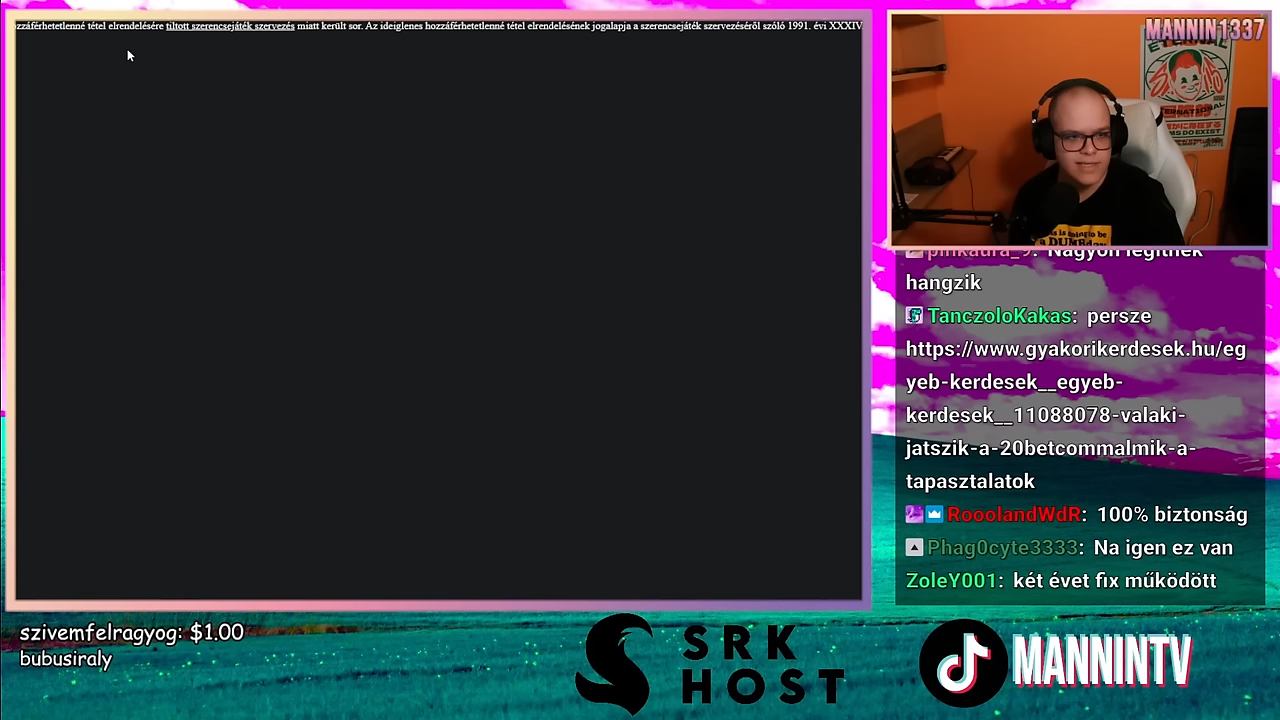 zzáférhetetlenné tétel elrendelésére tiltott szerencsejáték szervezés miatt került sor. Az ideiglenes hozzáférhetetlenné tétel elrendelésének jogalapja a szerencsejáték szervezéséről szóló 1991. évi XXXIV
MANNIN1337
pinkaura_9: Nagyon legitnek
hangzik
TanczoloKakas: persze
https://www.gyakorikerdesek.hu/eg
yeb-kerdesek__egyeb-
kerdesek__11088078-valaki-
jatszik-a-20betcommalmik-a-
tapasztalatok
RooolandWdR: 100% biztonság
Phag0cyte3333: Na igen ez van
ZoleY001: két évet fix működött
szivemfelragyog: $1.00
bubusiraly
SRK
HOST
MANNINTV